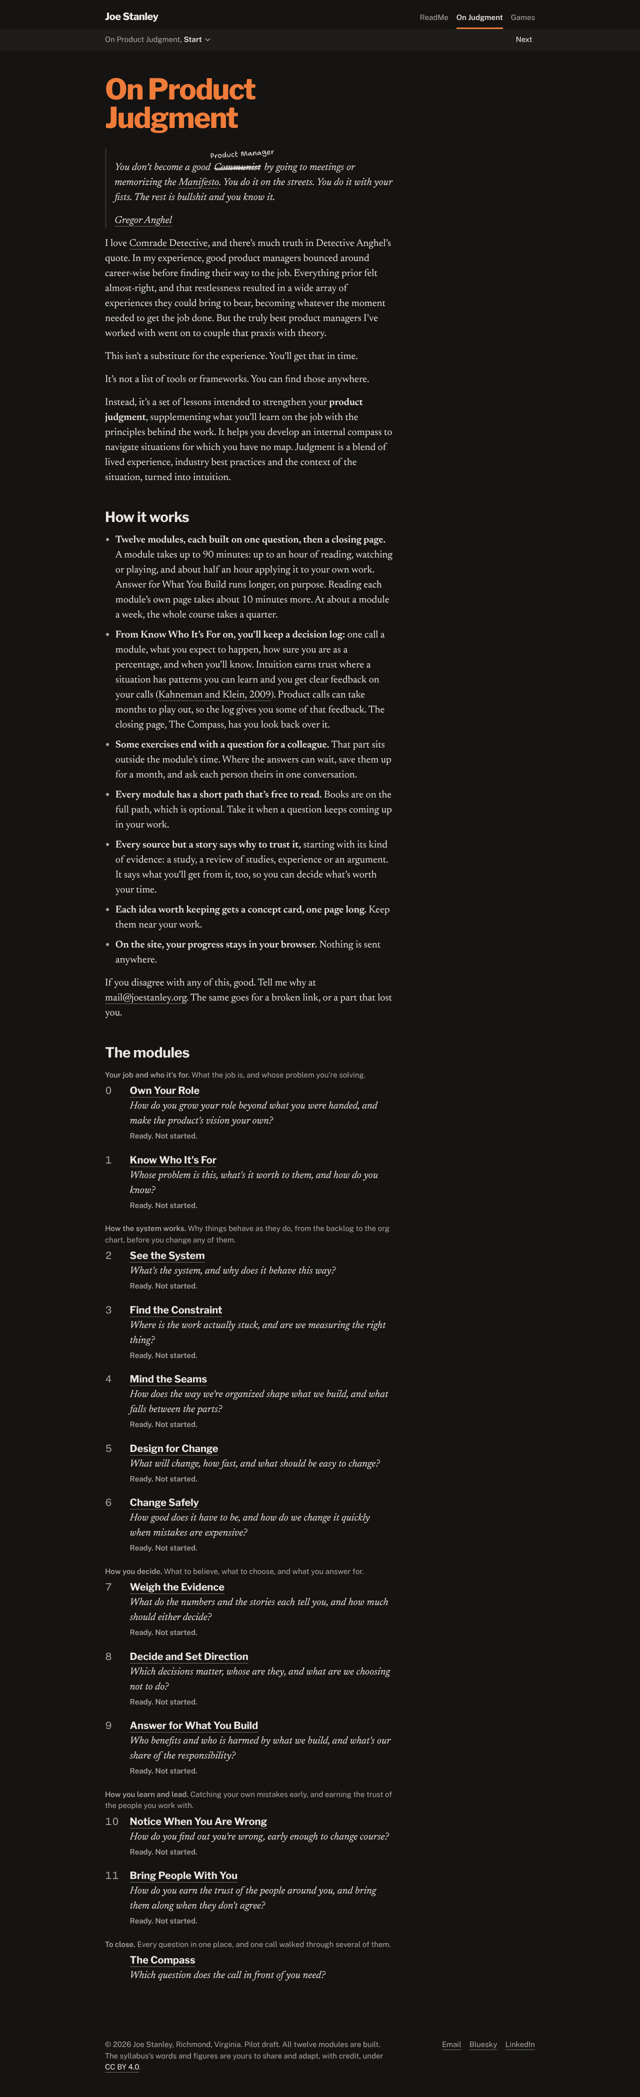 Joe Stanley
ReadMe On Judgment Games
On Product Judgment, Start
Next
On Product
Judgment
Product Manager
You don't become a good Communist by going to meetings or
memorizing the Manifesto. You do it on the streets. You do it with your
fists. The rest is bullshit and you know it.
Gregor Anghel
I love Comrade Detective, and there's much truth in Detective Anghel's
quote. In my experience, good product managers bounced around
career-wise before finding their way to the job. Everything prior felt
almost-right, and that restlessness resulted in a wide array of
experiences they could bring to bear, becoming whatever the moment
needed to get the job done. But the truly best product managers I've
worked with went on to couple that praxis with theory.
This isn't a substitute for the experience. You'll get that in time.
It's not a list of tools or frameworks. You can find those anywhere.
Instead, it's a set of lessons intended to strengthen your product
judgment, supplementing what you'll learn on the job with the
principles behind the work. It helps you develop an internal compass to
navigate situations for which you have no map. Judgment is a blend of
lived experience, industry best practices and the context of the
situation, turned into intuition.
How it works
• Twelve modules, each built on one question, then a closing page.
A module takes up to 90 minutes: up to an hour of reading, watching
or playing, and about half an hour applying it to your own work.
Answer for What You Build runs longer, on purpose. Reading each
module's own page takes about 10 minutes more. At about a module
a week, the whole course takes a quarter.
• From Know Who It's For on, you'll keep a decision log: one call a
module, what you expect to happen, how sure you are as a
percentage, and when you'll know. Intuition earns trust where a
situation has patterns you can learn and you get clear feedback on
your calls (Kahneman and Klein, 2009). Product calls can take
months to play out, so the log gives you some of that feedback. The
closing page, The Compass, has you look back over it.
• Some exercises end with a question for a colleague. That part sits
outside the module's time. Where the answers can wait, save them up
for a month, and ask each person theirs in one conversation.
• Every module has a short path that's free to read. Books are on the
full path, which is optional. Take it when a question keeps coming up
in your work.
• Every source but a story says why to trust it, starting with its kind
of evidence: a study, a review of studies, experience or an argument.
It says what you'll get from it, too, so you can decide what's worth
your time.
• Each idea worth keeping gets a concept card, one page long. Keep
them near your work.
• On the site, your progress stays in your browser. Nothing is sent
anywhere.
If you disagree with any of this, good. Tell me why at
mail@joestanley.org. The same goes for a broken link, or a part that lost
you.
The modules
Your job and who it's for. What the job is, and whose problem you're solving.
0 Own Your Role
How do you grow your role beyond what you were handed, and
make the product's vision your own?
Ready. Not started.
1 Know Who It's For
Whose problem is this, what's it worth to them, and how do you
know?
Ready. Not started.
How the system works. Why things behave as they do, from the backlog to the org
chart, before you change any of them.
2 See the System
What's the system, and why does it behave this way?
Ready. Not started.
3 Find the Constraint
Where is the work actually stuck, and are we measuring the right
thing?
Ready. Not started.
4 Mind the Seams
How does the way we're organized shape what we build, and what
falls between the parts?
Ready. Not started.
5 Design for Change
What will change, how fast, and what should be easy to change?
Ready. Not started.
6 Change Safely
How good does it have to be, and how do we change it quickly
when mistakes are expensive?
Ready. Not started.
How you decide. What to believe, what to choose, and what you answer for.
7 Weigh the Evidence
What do the numbers and the stories each tell you, and how much
should either decide?
Ready. Not started.
8 Decide and Set Direction
Which decisions matter, whose are they, and what are we choosing
not to do?
Ready. Not started.
9 Answer for What You Build
Who benefits and who is harmed by what we build, and what's our
share of the responsibility?
Ready. Not started.
How you learn and lead. Catching your own mistakes early, and earning the trust of
the people you work with.
10 Notice When You Are Wrong
How do you find out you're wrong, early enough to change course?
Ready. Not started.
11 Bring People With You
How do you earn the trust of the people around you, and bring
them along when they don't agree?
Ready. Not started.
To close. Every question in one place, and one call walked through several of them.
The Compass
Which question does the call in front of you need?
© 2026 Joe Stanley, Richmond, Virginia. Pilot draft. All twelve modules are built.
The syllabus's words and figures are yours to share and adapt, with credit, under
CC BY 4.0.
Email Bluesky LinkedIn